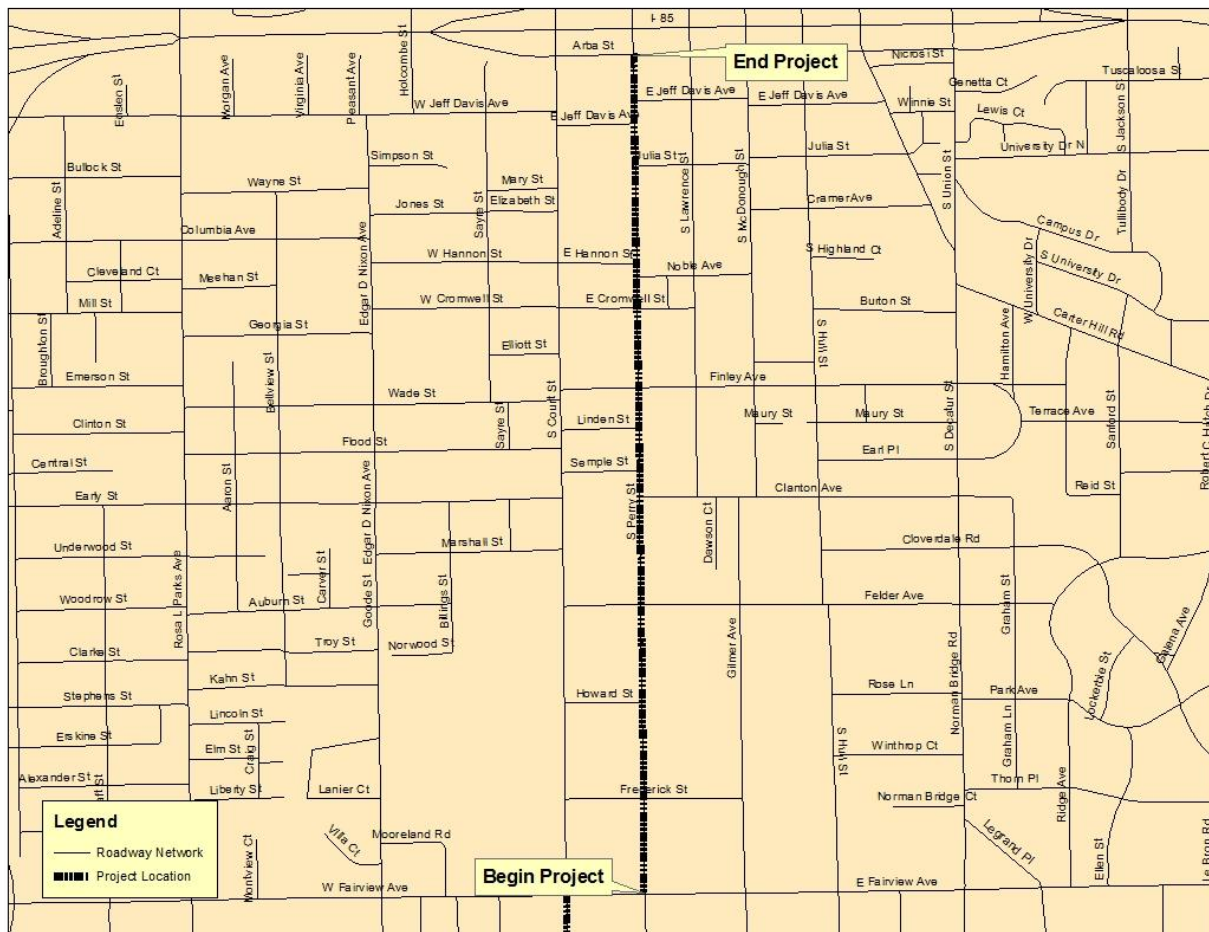 I- 85
Arba St
End Project
Nicrosi St
Genetta Ct
Tuscaloosa St
Easlen St
Morgan Ave
Virginia Ave
Pleasant Ave
Holcombe St
W Jeff Davis Ave
E Jeff Davis Ave
E Jeff Davis Ave
E Jeff Davis Ave
Winnie St
Lewis Ct
S Jackson St
University Dr N
Bullock St
Simpson St
Julia St
Julia St
S Lawrence St
S McDonough St
S Union St
Wayne St
Mary St
Elizabeth St
Jones St
Sayre St
Cramer Ave
Tullibody Dr
Adeline St
Columbia Ave
Campus Dr
W Hannon St
E Hannon St
S Highland Ct
W University Dr
S University Dr
Cleveland Ct
Meehan St
Noble Ave
Edgar D Nixon Ave
Mill St
W Cromwell St
E Cromwell St
Burton St
Carter Hill Rd
Georgia St
Broughton St
Elliott St
S Hull St
Hamilton Ave
Emerson St
Bellview St
Wade St
Finley Ave
S Court St
Linden St
Maury St
Maury St
S Decatur St
Terrace Ave
Sanford St
Robert C Hatch Dr
Clinton St
Sayre St
Flood St
Earl Pl
Central St
Semple St
Aaron St
Edgar D Nixon Ave
Early St
S Perry St
Clanton Ave
Reid St
Underwood St
Marshall St
Dawson Ct
Cloverdale Rd
Carver St
Woodrow St
Rosa L Parks Ave
Auburn St
Goode St
Billings St
Felder Ave
Graham St
Troy St
Norwood St
Gilmer Ave
Norman Bridge Rd
Galena Ave
Clarke St
Kahn St
Lockerbie St
Stephens St
Howard St
Rose Ln
Park Ave
Lincoln St
Erskine St
Elm St
Craig St
S Hull St
Winthrop Ct
Graham Ln
Alexander St
Liberty St
Lanier Ct
Frederick St
Norman Bridge Ct
Thorn Pl
Ridge Ave
Legrand Pl
Villa Ct
Mooreland Rd
Montview Ct
Ellen St
Le Bron Rd
Begin Project
W Fairview Ave
E Fairview Ave
Legend
Roadway Network
Project Location